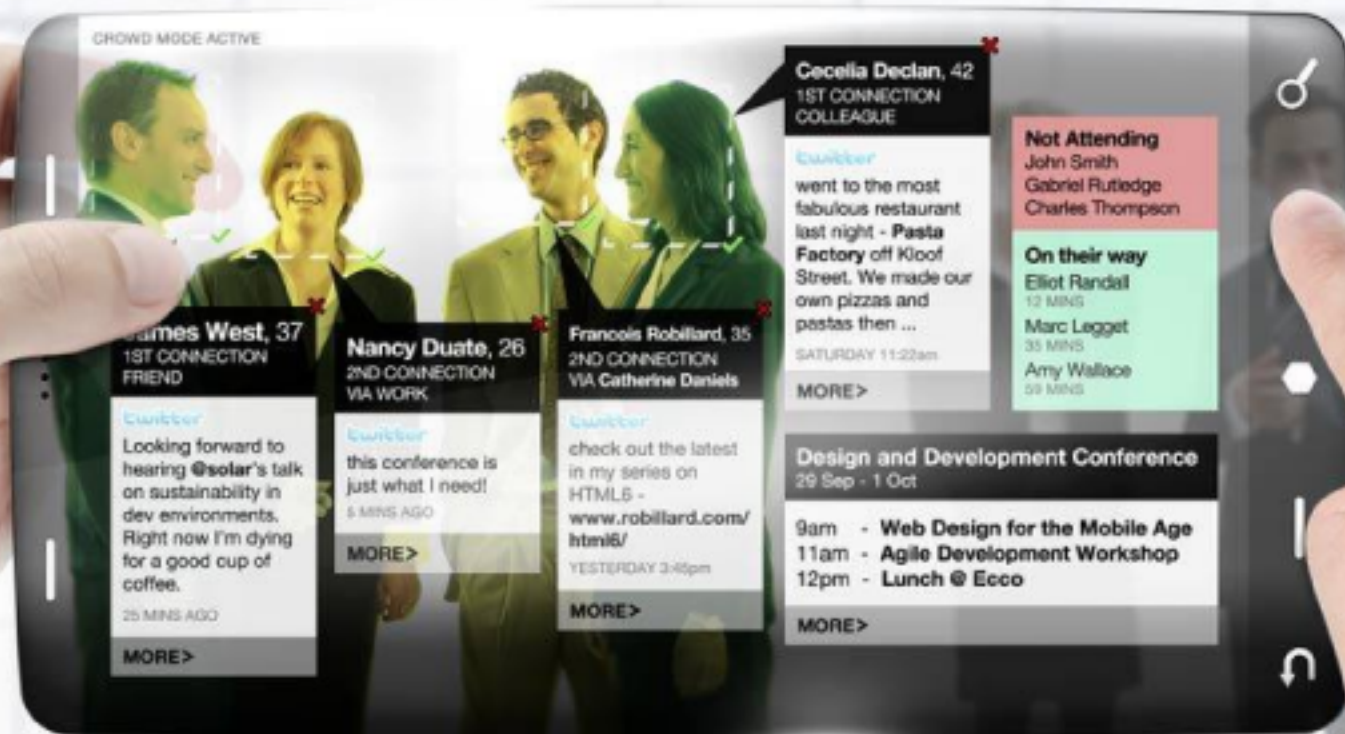 CROWD MODE ACTIVE
James West, 37
1ST CONNECTION
FRIEND
twitter
Looking forward to
hearing @solar's talk
on sustainability in
dev environments.
Right now I'm dying
for a good cup of
coffee.
25 MINS AGO
MORE>
Nancy Duate, 26
2ND CONNECTION
VIA WORK
twitter
this conference is
just what I need!
5 MINS AGO
MORE>
Francois Robillard, 35
2ND CONNECTION
VIA Catherine Daniels
twitter
check out the latest
in my series on
HTML6 -
www.robillard.com/
html6/
YESTERDAY 3:45pm
MORE>
Cecelia Declan, 42
1ST CONNECTION
COLLEAGUE
twitter
went to the most
fabulous restaurant
last night - Pasta
Factory off Kloof
Street. We made our
own pizzas and
pastas then ...
SATURDAY 11:22am
MORE>
Not Attending
John Smith
Gabriel Rutledge
Charles Thompson
On their way
Elliot Randall
12 MINS
Marc Legget
35 MINS
Amy Wallace
59 MINS
Design and Development Conference
29 Sep - 1 Oct
9am - Web Design for the Mobile Age
11am - Agile Development Workshop
12pm - Lunch @ Ecco
MORE>